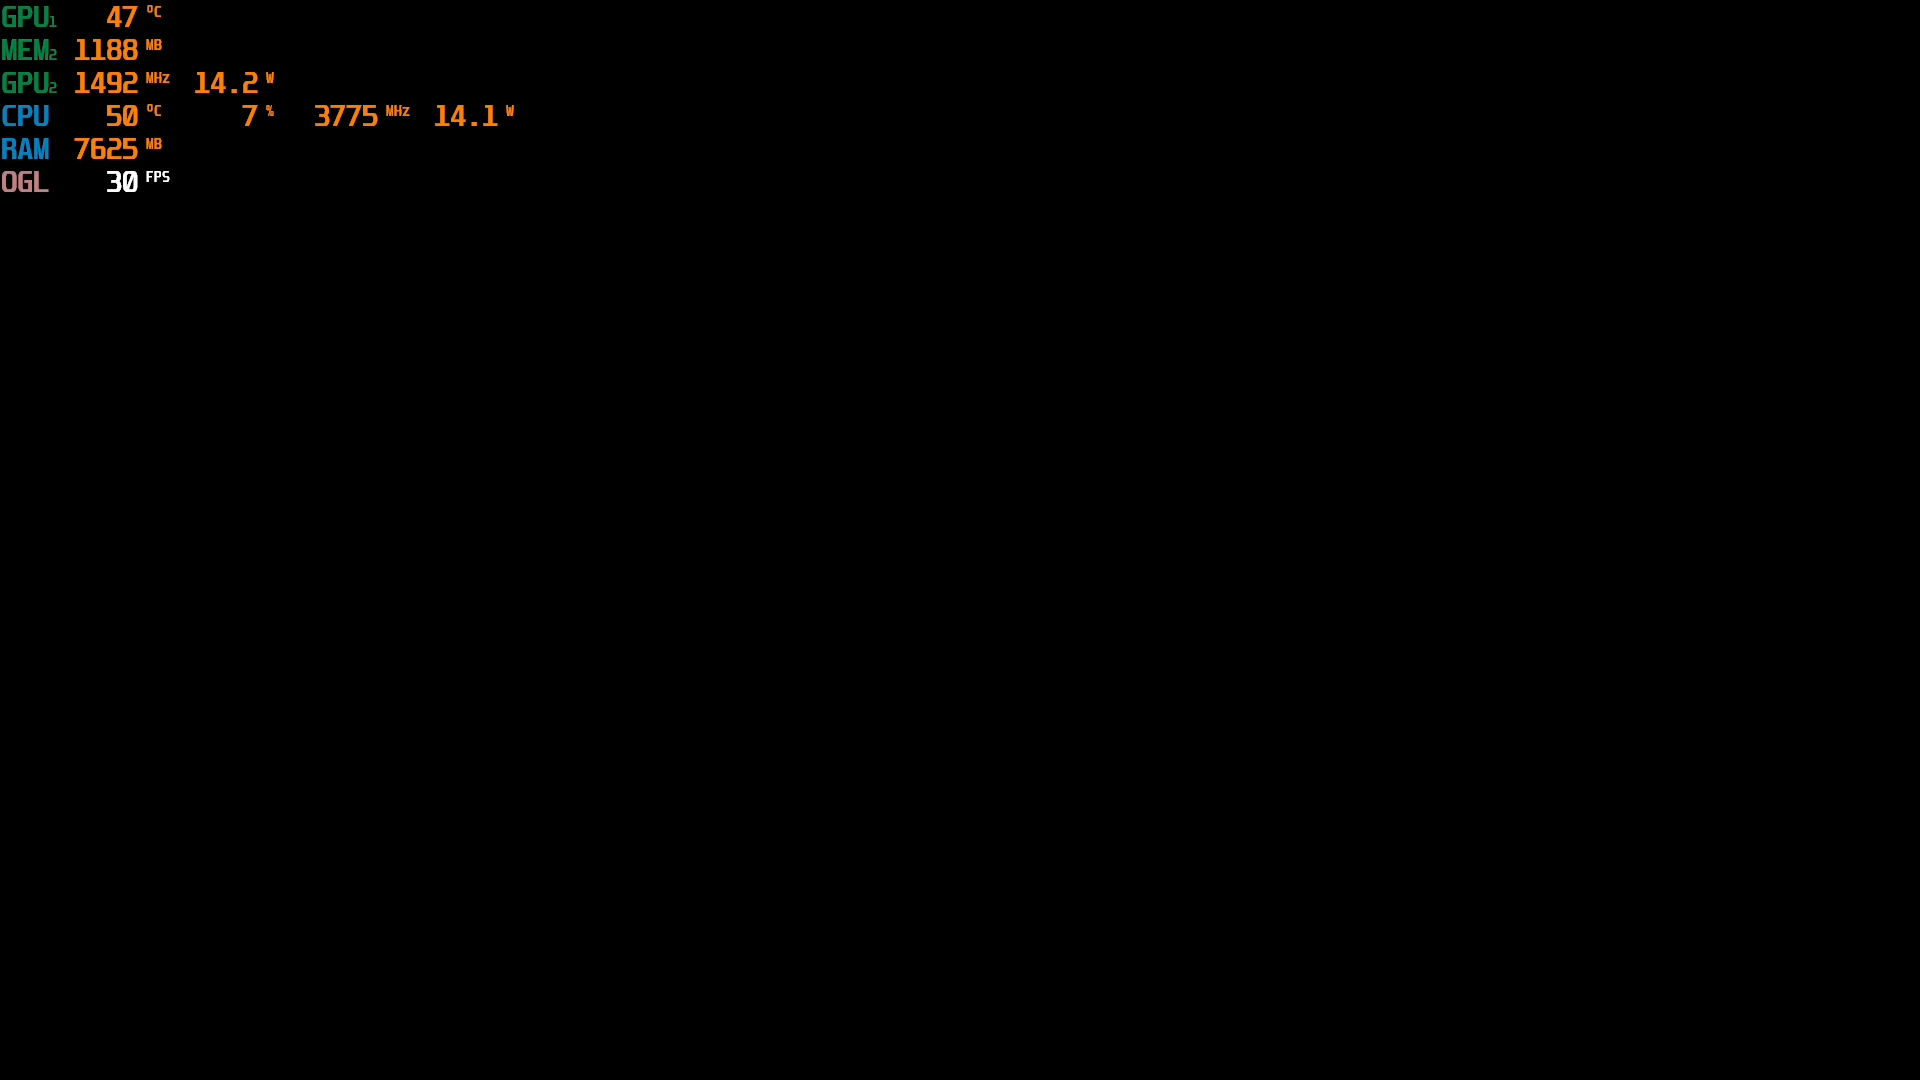 GPU1 47 °C
MEM2 1188 MB
GPU2 1492 MHz 14.2 W
CPU 50 °C 7 % 3775 MHz 14.1 W
RAM 7625 MB
OGL 30 FPS